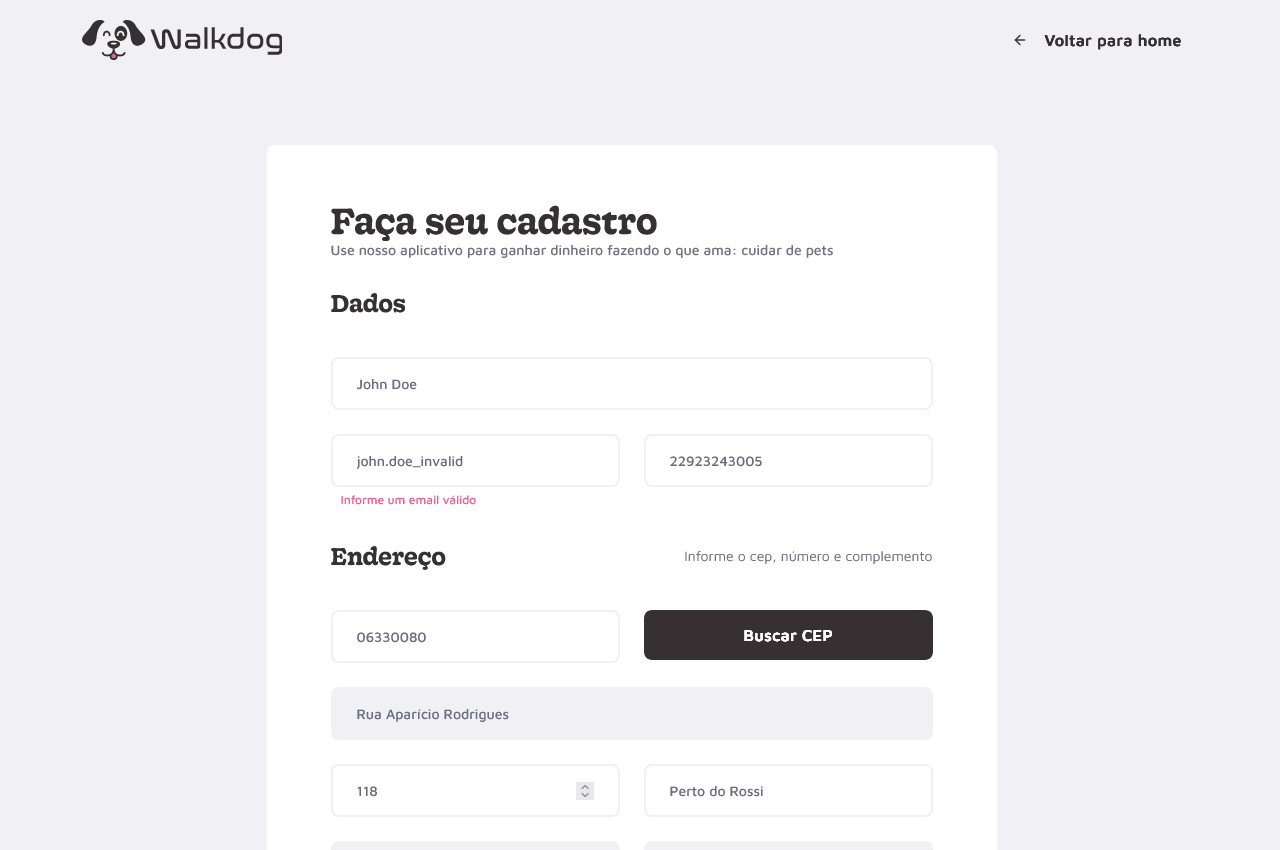 Walkdog
Voltar para home
Faça seu cadastro
Use nosso aplicativo para ganhar dinheiro fazendo o que ama: cuidar de pets
Dados
John Doe
john.doe_invalid
22923243005
Informe um email válido
Endereço
Informe o cep, número e complemento
06330080
Buscar CEP
Rua Aparício Rodrigues
118
Perto do Rossi